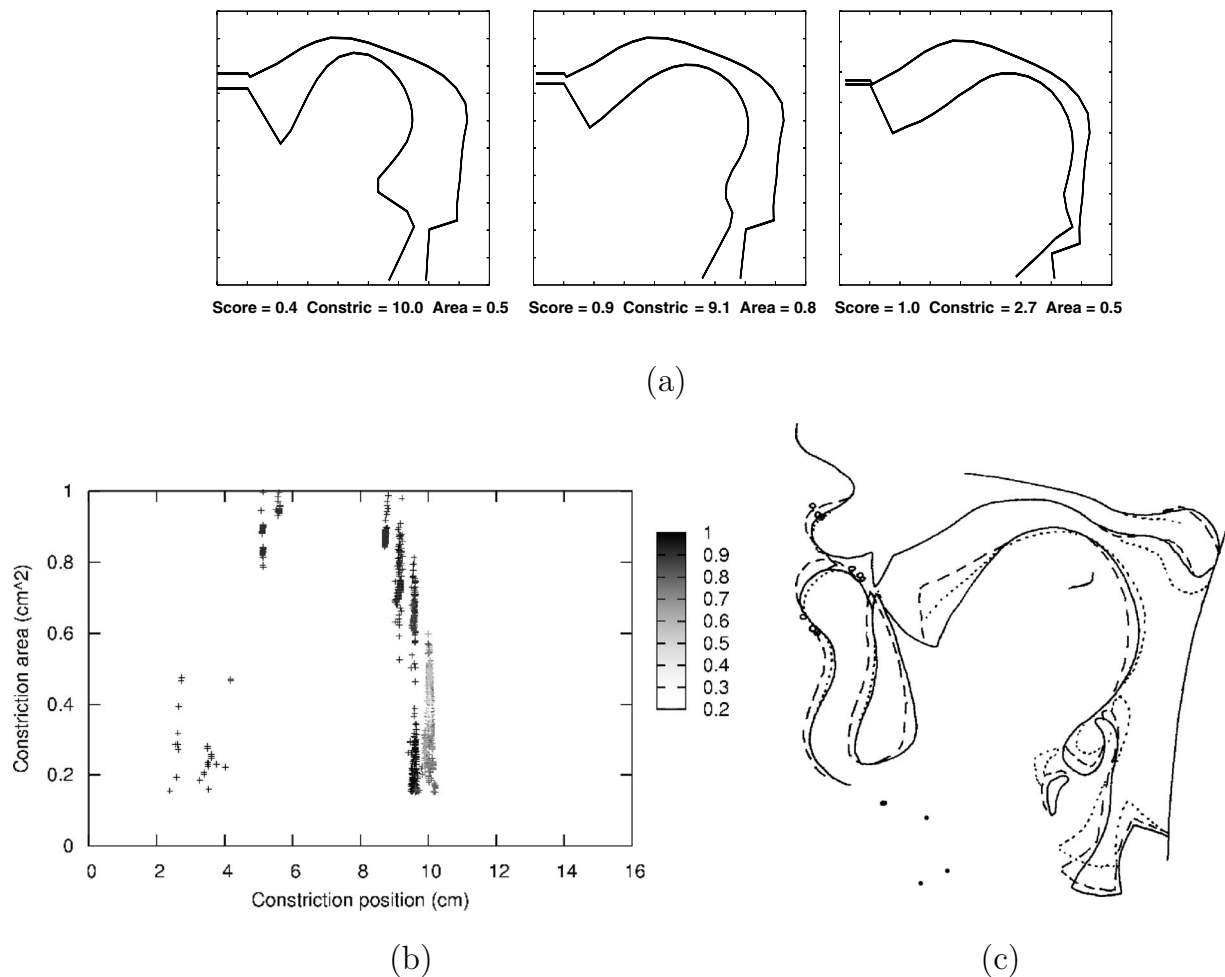 Score = 0.4 Constric = 10.0 Area = 0.5
Score = 0.9 Constric = 9.1 Area = 0.8
Score = 1.0 Constric = 2.7 Area = 0.5
(a)
1
0.8
0.6
0.4
0.2
0
Constriction area (cm^2)
0 2 4 6 8 10 12 14 16
Constriction position (cm)
1
0.9
0.8
0.7
0.6
0.5
0.4
0.3
0.2
(b)
(c)